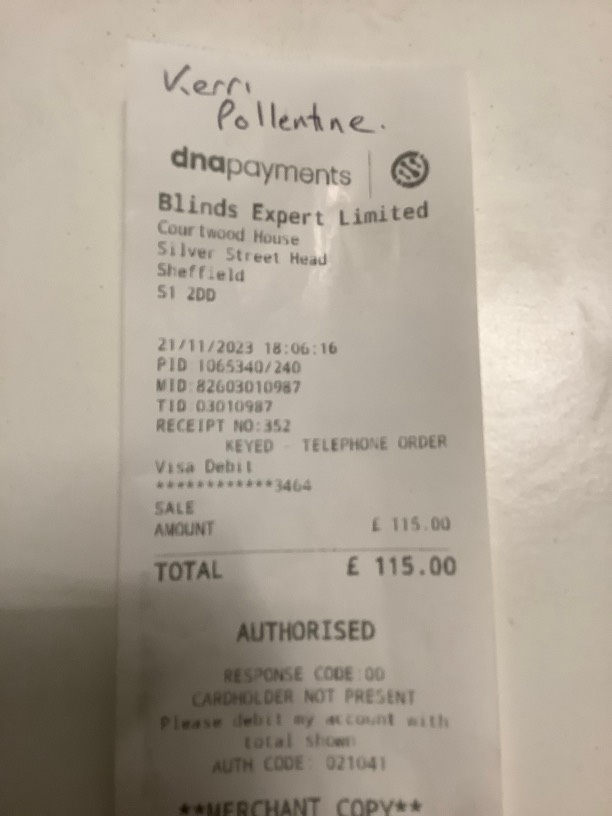 Kerri
Pollentine.
dnapayments
Blinds Expert Limited
Courtwood House
Silver Street Head
Sheffield
S1 2DD
21/11/2023 18:06:16
PID:1065340/240
MID:82603010987
TID:03010987
RECEIPT NO:352
KEYED - TELEPHONE ORDER
Visa Debit
************3464
SALE
AMOUNT £ 115.00
TOTAL £ 115.00
AUTHORISED
RESPONSE CODE:00
CARDHOLDER NOT PRESENT
Please debit my account with
total shown
AUTH CODE: 021041
**MERCHANT COPY**